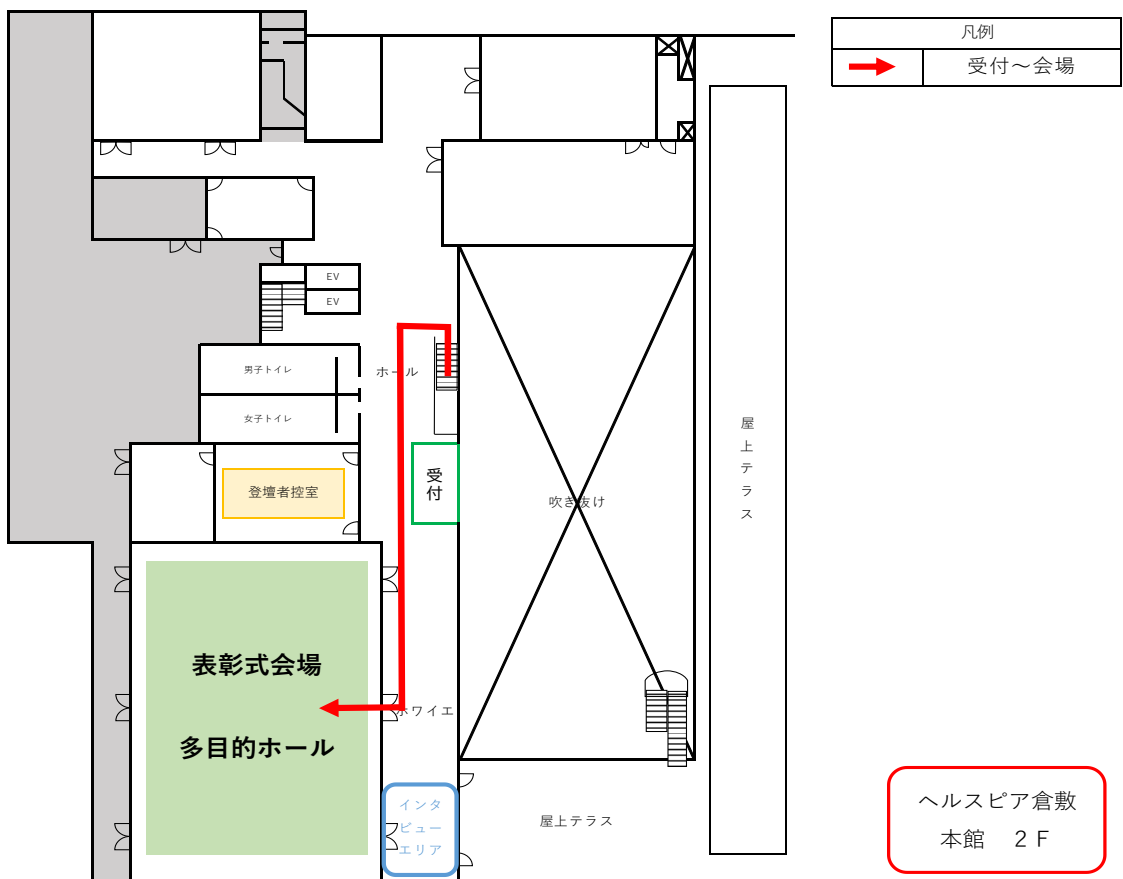 凡例
受付～会場
EV
EV
男子トイレ
ホール
女子トイレ
受
付
登壇者控室
吹き抜け
屋
上
テ
ラ
ス
表彰式会場
ホワイエ
多目的ホール
インタ
ビュー
エリア
屋上テラス
ヘルスピア倉敷
本館　２Ｆ